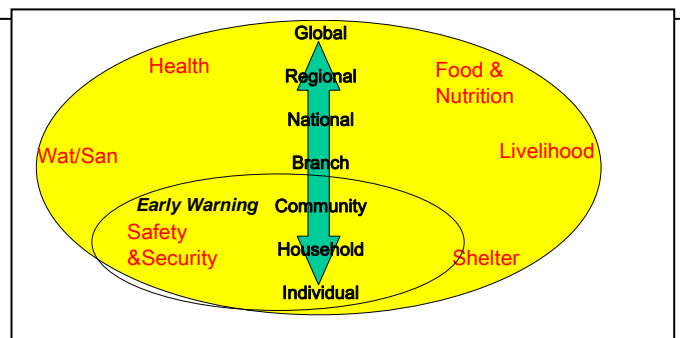 Global
Health
Regional
Food &
Nutrition
National
Wat/San
Branch
Livelihood
Early Warning
Community
Safety
&Security
Household
Shelter
Individual